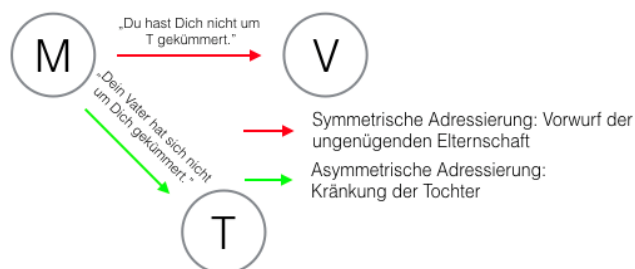 „Du hast Dich nicht um
T gekümmert.”
M
V
„Dein Vater hat sich nicht
um Dich gekümmert.”
Symmetrische Adressierung: Vorwurf der
ungenügenden Elternschaft
Asymmetrische Adressierung:
Kränkung der Tochter
T